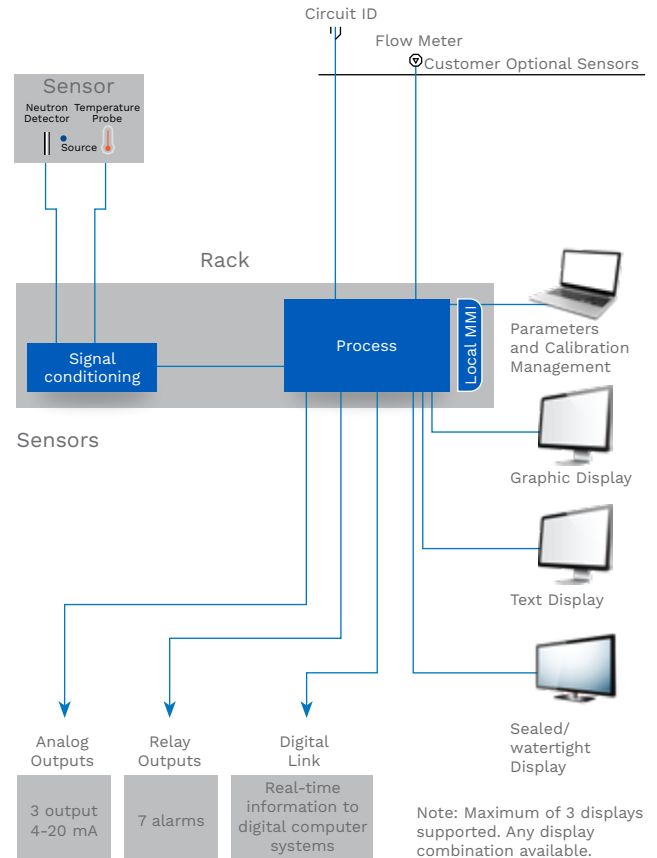 Circuit ID
Flow Meter
Customer Optional Sensors
Sensor
Neutron Detector
Temperature Probe
Source
Rack
Signal
conditioning
Process
Local MMI
Sensors
Parameters
and Calibration
Management
Graphic Display
Text Display
Sealed/
watertight
Display
Analog
Outputs
3 output
4-20 mA
Relay
Outputs
7 alarms
Digital
Link
Real-time
information to
digital computer
systems
Note: Maximum of 3 displays
supported. Any display
combination available.